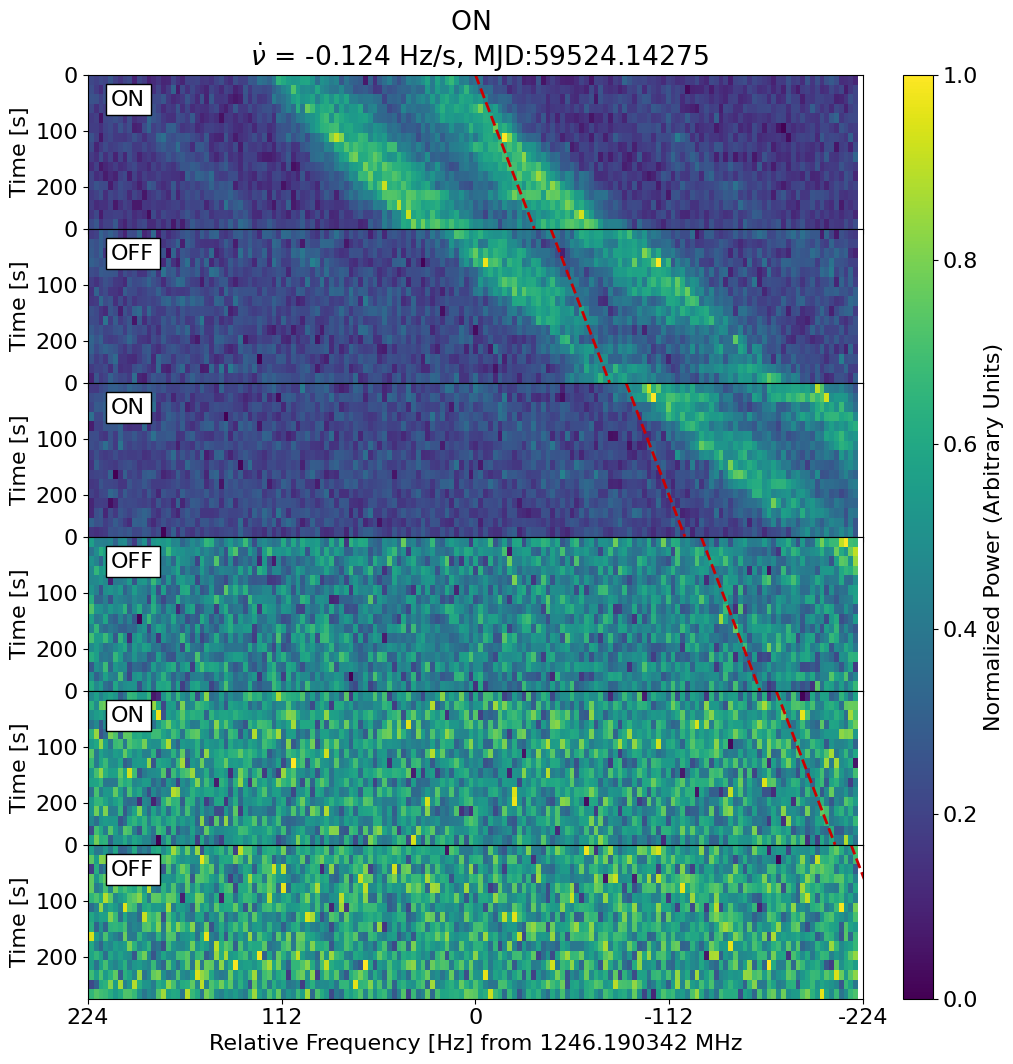 ON
ν̇ = -0.124 Hz/s, MJD:59524.14275
0
100
200
Time [s]
ON
0
100
200
Time [s]
OFF
0
100
200
Time [s]
ON
0
100
200
Time [s]
OFF
0
100
200
Time [s]
ON
0
100
200
Time [s]
OFF
224 112 0 -112 -224
Relative Frequency [Hz] from 1246.190342 MHz
1.0
0.8
0.6
0.4
0.2
0.0
Normalized Power (Arbitrary Units)